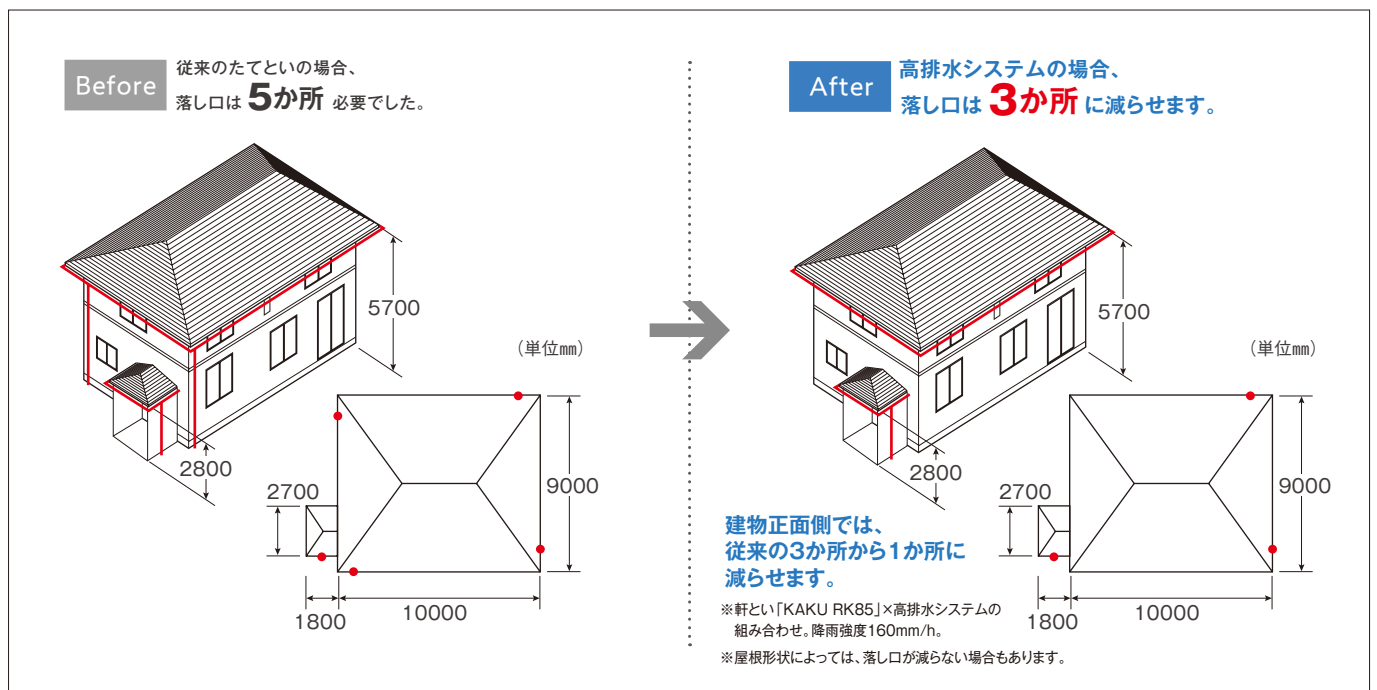 Before
従来のたてといの場合、
落し口は 5か所 必要でした。
5700
(単位㎜)
2800
2700
9000
1800
10000
After
高排水システムの場合、
落し口は 3か所 に減らせます。
5700
(単位㎜)
2800
2700
9000
1800
10000
建物正面側では、
従来の3か所から1か所に
減らせます。
※軒とい「KAKU RK85」×高排水システムの
組み合わせ。降雨強度160mm/h。
※屋根形状によっては、落し口が減らない場合もあります。